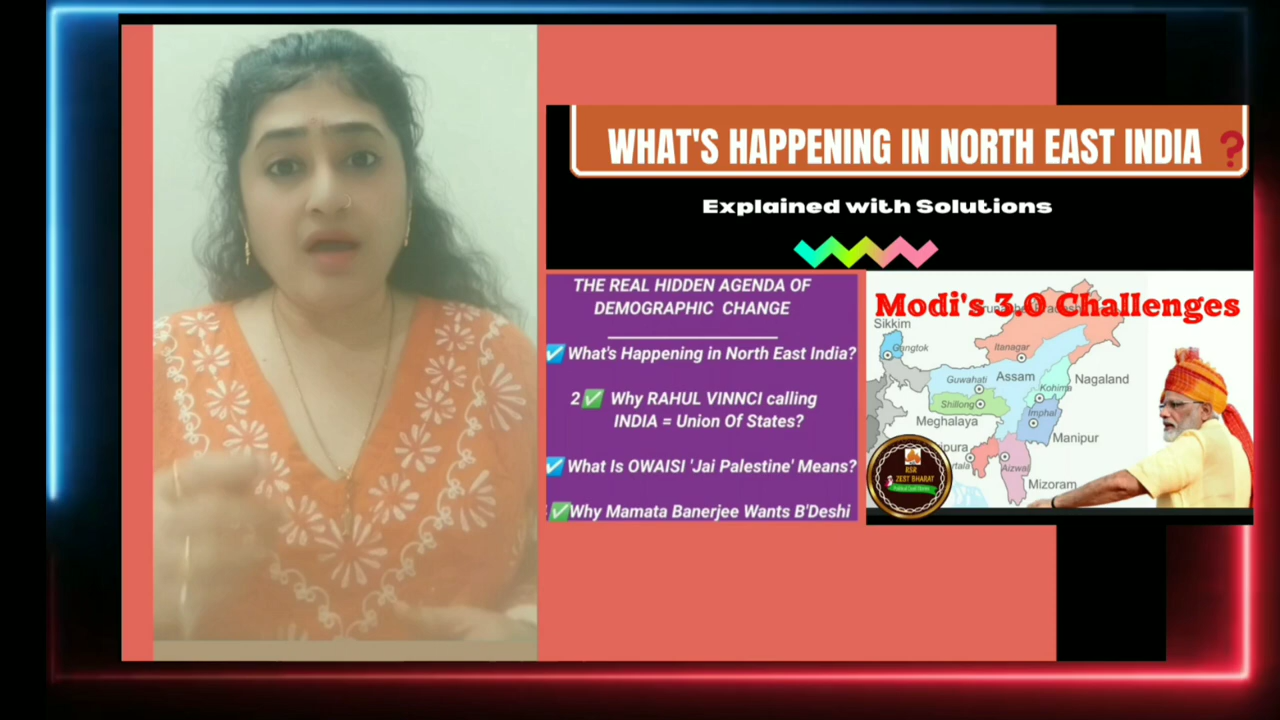 WHAT'S HAPPENING IN NORTH EAST INDIA ❓
Explained with Solutions
THE REAL HIDDEN AGENDA OF
DEMOGRAPHIC CHANGE
✅ What's Happening in North East India?
2✅ Why RAHUL VINNCI calling
INDIA = Union Of States?
✅ What Is OWAISI 'Jai Palestine' Means?
✅Why Mamata Banerjee Wants B'Deshi
Modi's 3.0 Challenges
Sikkim
Gangtok
Itanagar
Guwahati
Assam
Nagaland
Kohima
Shillong
Imphal
Meghalaya
Manipur
Aizwal
Mizoram
RSR
ZEST BHARAT